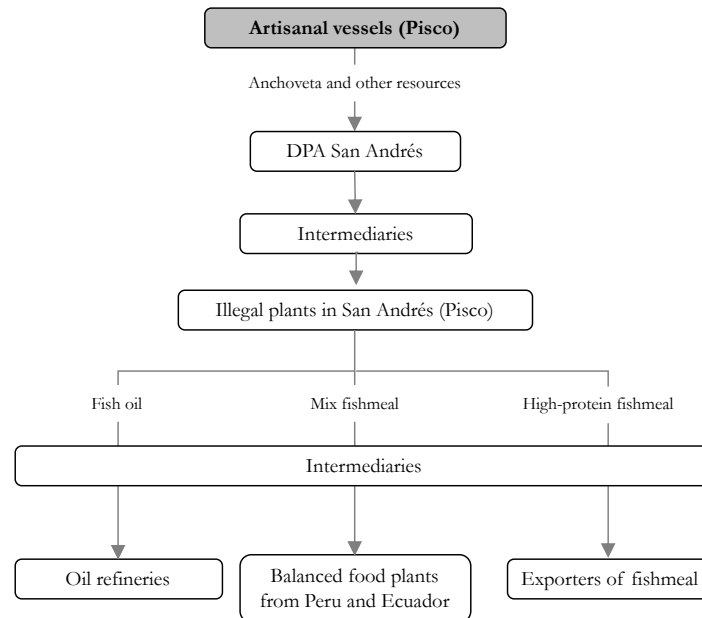 Artisanal vessels (Pisco)
Anchoveta and other resources
DPA San Andrés
Intermediaries
Illegal plants in San Andrés (Pisco)
Fish oil
Mix fishmeal
High-protein fishmeal
Intermediaries
Oil refineries
Balanced food plants
from Peru and Ecuador
Exporters of fishmeal